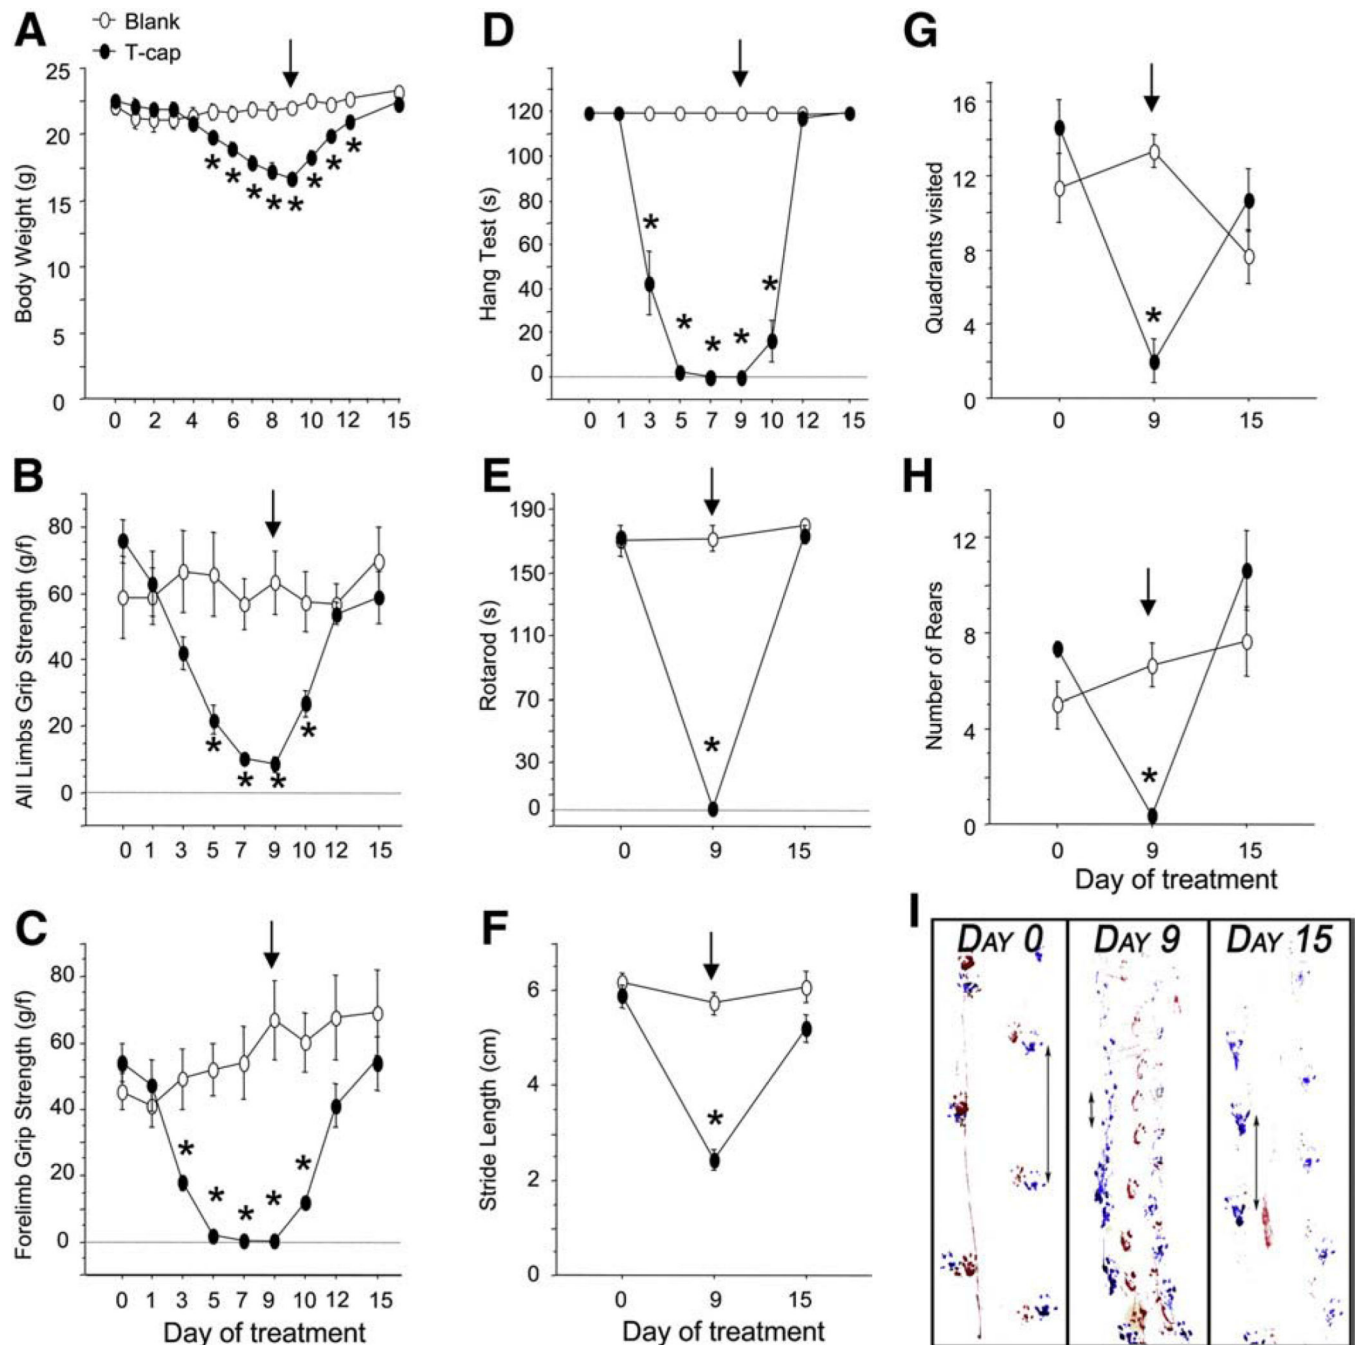 A
Blank
T-cap
Body Weight (g)
25
20
15
10
5
0
*
*
*
*
*
*
*
*
0 2 4 6 8 10 12 15
B
All Limbs Grip Strength (g/f)
80
60
40
20
0
*
*
*
*
0 1 3 5 7 9 10 12 15
C
Forelimb Grip Strength (g/f)
80
60
40
20
0
*
*
*
*
*
0 1 3 5 7 9 10 12 15
Day of treatment
D
Hang Test (s)
120
100
80
60
40
20
0
*
*
*
*
*
0 1 3 5 7 9 10 12 15
E
Rotarod (s)
190
150
110
70
30
0
*
0 9 15
F
Stride Length (cm)
6
4
2
0
*
0 9 15
Day of treatment
G
Quadrants visited
16
12
8
4
0
*
0 9 15
H
Number of Rears
12
8
4
0
*
0 9 15
Day of treatment
I
DAY 0
DAY 9
DAY 15